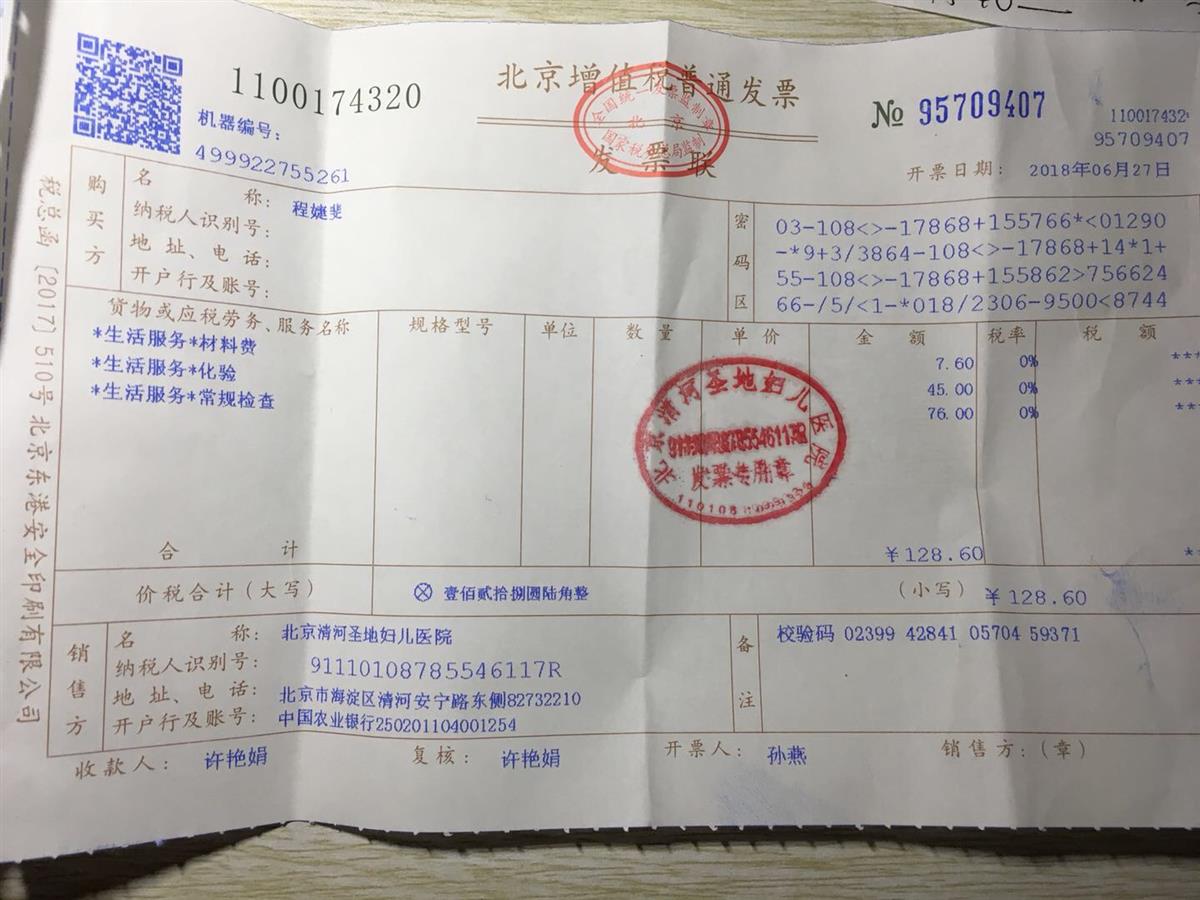 1100174320
北京增值税普通发票
发票联
全国统一发票监制章
北京
国家税务总局监制
№ 95709407
110017432
95709407
机器编号:
499922755261
开票日期: 2018年06月27日
购买方
名称: 程婕斐
纳税人识别号:
地址、电话:
开户行及账号:
密码区
03-108<>-17868+155766*<01290
-*9+3/3864-108<>-17868+14*1+
55-108<>-17868+155862>756624
66-/5/<1-*018/2306-9500<8744
货物或应税劳务、服务名称 规格型号 单位 数量 单价 金额 税率 税额
*生活服务*材料费 7.60 0% ***
*生活服务*化验 45.00 0% ***
*生活服务*常规检查 76.00 0% ***
北京清河圣地妇儿医院
发票专用章
合计 ¥128.60 **
价税合计(大写) ⊗ 壹佰贰拾捌圆陆角整 (小写) ¥128.60
销售方
名称: 北京清河圣地妇儿医院
纳税人识别号: 91110108785546117R
地址、电话: 北京市海淀区清河安宁路东侧82732210
开户行及账号: 中国农业银行250201104001254
备注
校验码 02399 42841 05704 59371
收款人: 许艳娟 复核: 许艳娟 开票人: 孙燕 销售方:(章)
税总函〔2017〕510号北京东港安全印刷有限公司